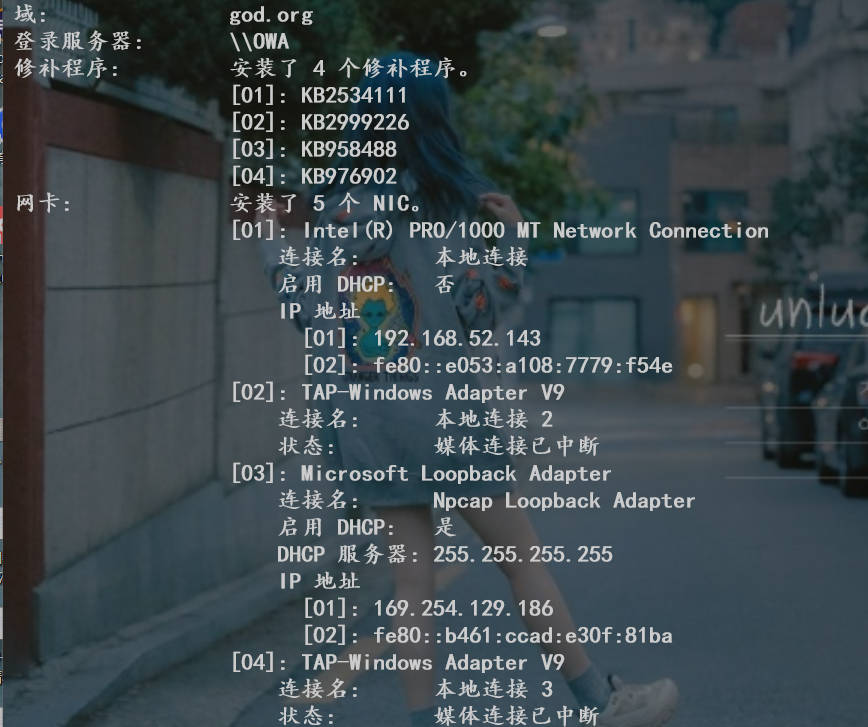 域: god.org
登录服务器: \\OWA
修补程序: 安装了 4 个修补程序。
[01]: KB2534111
[02]: KB2999226
[03]: KB958488
[04]: KB976902
网卡: 安装了 5 个 NIC。
[01]: Intel(R) PRO/1000 MT Network Connection
连接名: 本地连接
启用 DHCP: 否
IP 地址
[01]: 192.168.52.143
[02]: fe80::e053:a108:7779:f54e
[02]: TAP-Windows Adapter V9
连接名: 本地连接 2
状态: 媒体连接已中断
[03]: Microsoft Loopback Adapter
连接名: Npcap Loopback Adapter
启用 DHCP: 是
DHCP 服务器: 255.255.255.255
IP 地址
[01]: 169.254.129.186
[02]: fe80::b461:ccad:e30f:81ba
[04]: TAP-Windows Adapter V9
连接名: 本地连接 3
状态: 媒体连接已中断